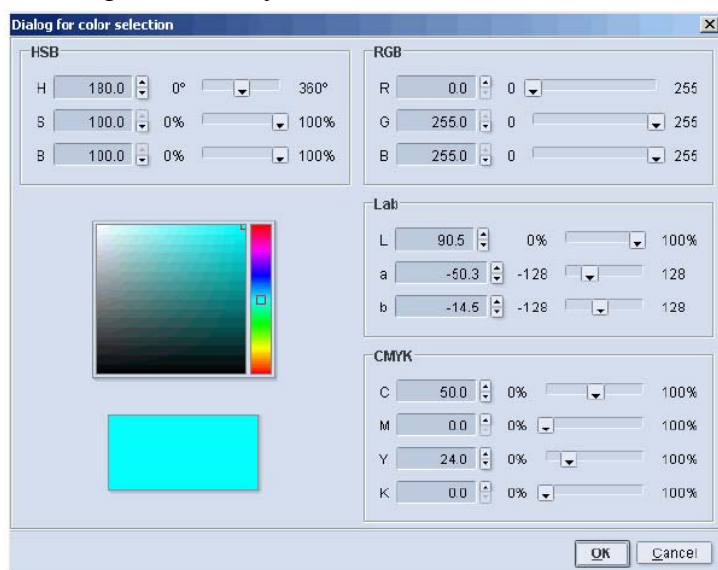 Dialog for color selection
HSB
H 180.0 0° 360°
S 100.0 0% 100%
B 100.0 0% 100%
RGB
R 0.0 0 255
G 255.0 0 255
B 255.0 0 255
Lab
L 90.5 0% 100%
a -50.3 -128 128
b -14.5 -128 128
CMYK
C 50.0 0% 100%
M 0.0 0% 100%
Y 24.0 0% 100%
K 0.0 0% 100%
OK Cancel